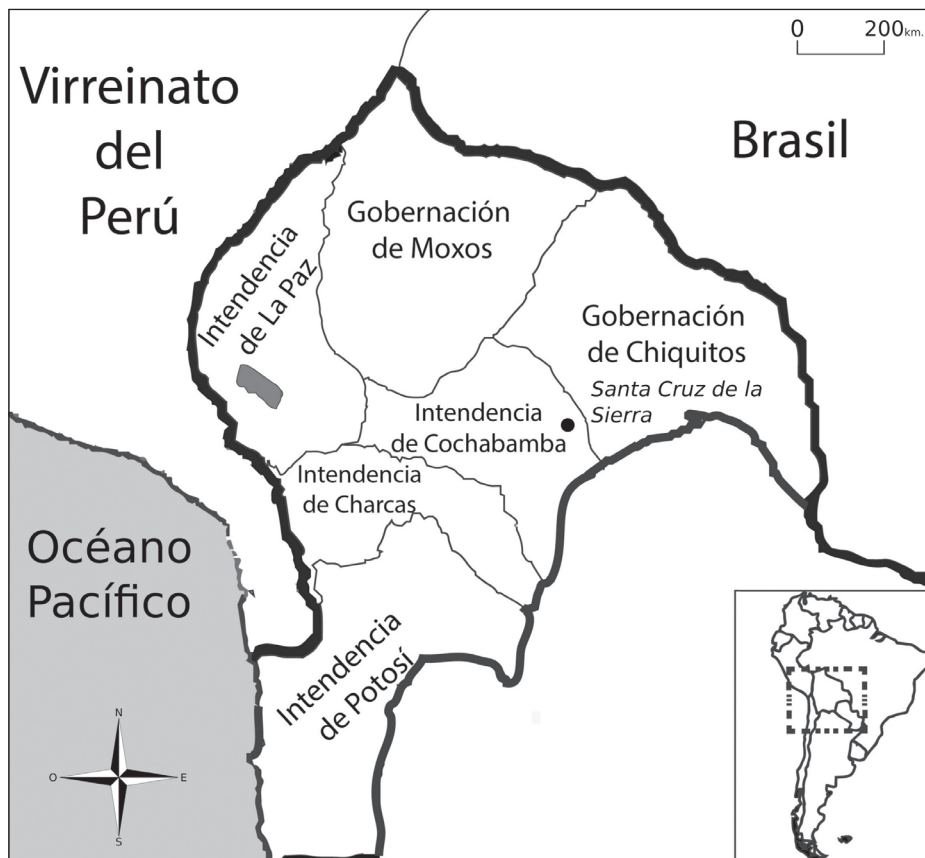 0 200km.
Virreinato
del
Perú
Brasil
Gobernación
de Moxos
Intendencia
de La Paz
Gobernación
de Chiquitos
Santa Cruz de la
Sierra
Intendencia
de Cochabamba
Intendencia
de Charcas
Océano
Pacífico
Intendencia
de Potosí
N
O E
S